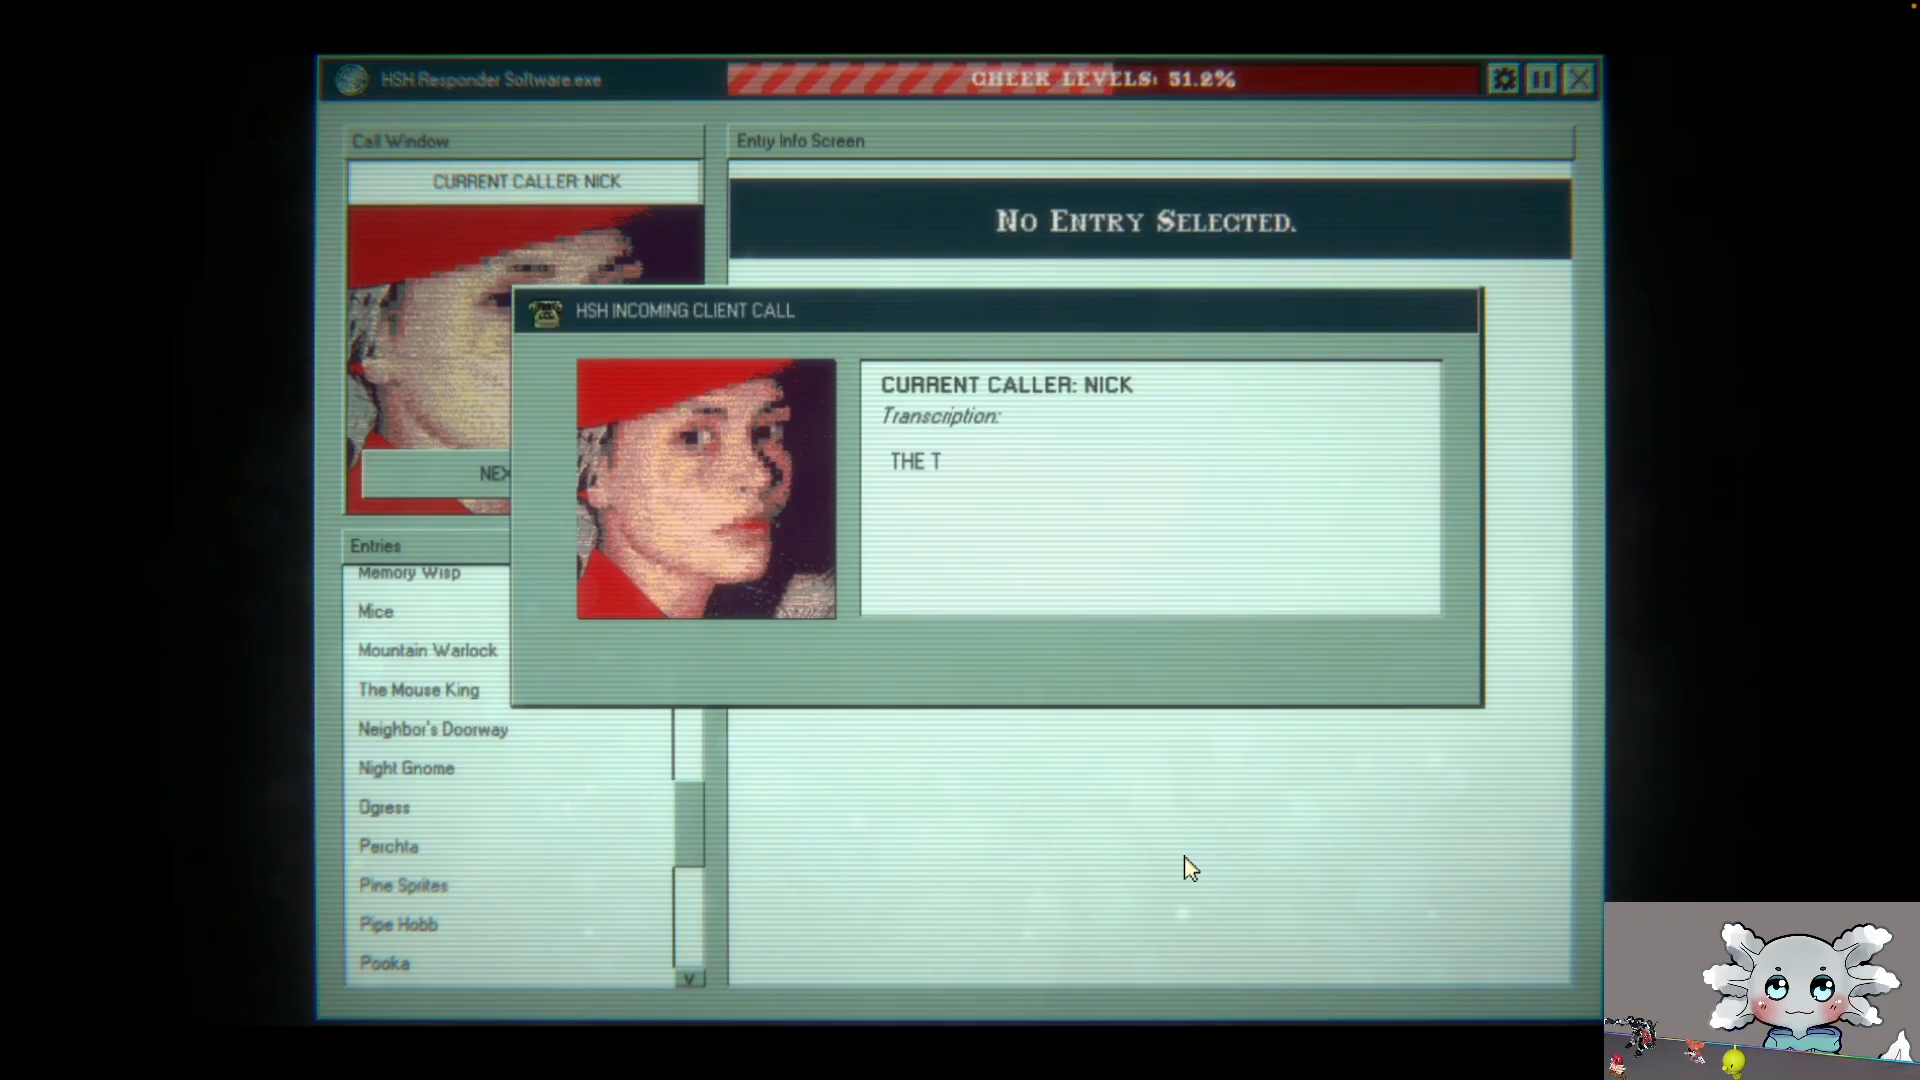 HSH Responder Software.exe
CHEER LEVELS: 51.2%
Call Window
CURRENT CALLER: NICK
NEX
Entries
Memory Wisp
Mice
Mountain Warlock
The Mouse King
Neighbor's Doorway
Night Gnome
Ogress
Perchta
Pine Sprites
Pipe Hobb
Pooka
V
Entry Info Screen
No Entry Selected.
HSH INCOMING CLIENT CALL
CURRENT CALLER: NICK
Transcription:
THE T